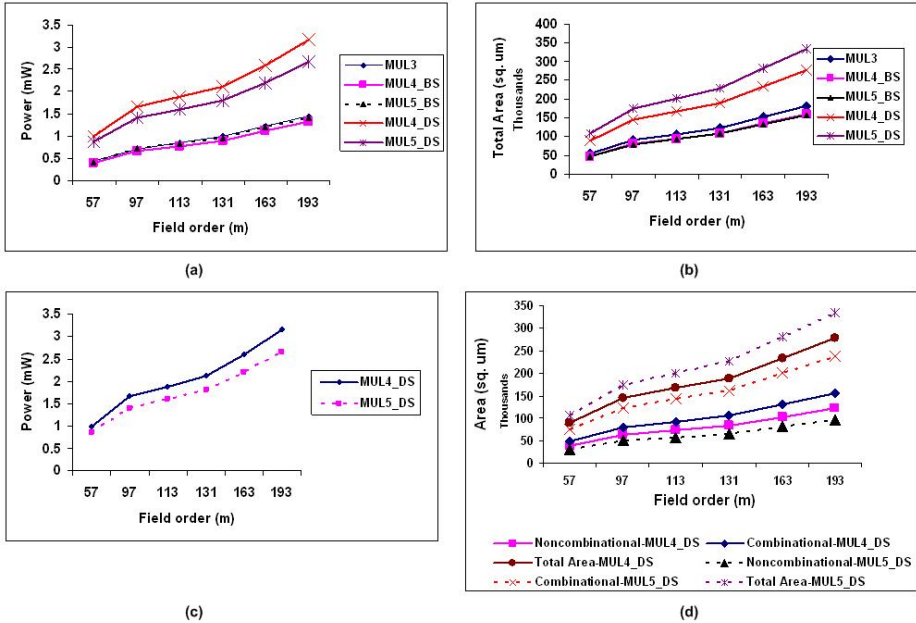 3.5
3
2.5
2
1.5
1
0.5
0
Power (mW)
57 97 113 131 163 193
Field order (m)
MUL3
MUL4_BS
MUL5_BS
MUL4_DS
MUL5_DS
(a)
400
350
300
250
200
150
100
50
0
Total Area (sq. um)
Thousands
57 97 113 131 163 193
Field order (m)
MUL3
MUL4_BS
MUL5_BS
MUL4_DS
MUL5_DS
(b)
3.5
3
2.5
2
1.5
1
0.5
0
Power (mW)
57 97 113 131 163 193
Field order (m)
MUL4_DS
MUL5_DS
(c)
350
300
250
200
150
100
50
0
Area (sq. um)
Thousands
57 97 113 131 163 193
Field order (m)
Noncombinational-MUL4_DS Combinational-MUL4_DS
Total Area-MUL4_DS Noncombinational-MUL5_DS
Combinational-MUL5_DS Total Area-MUL5_DS
(d)